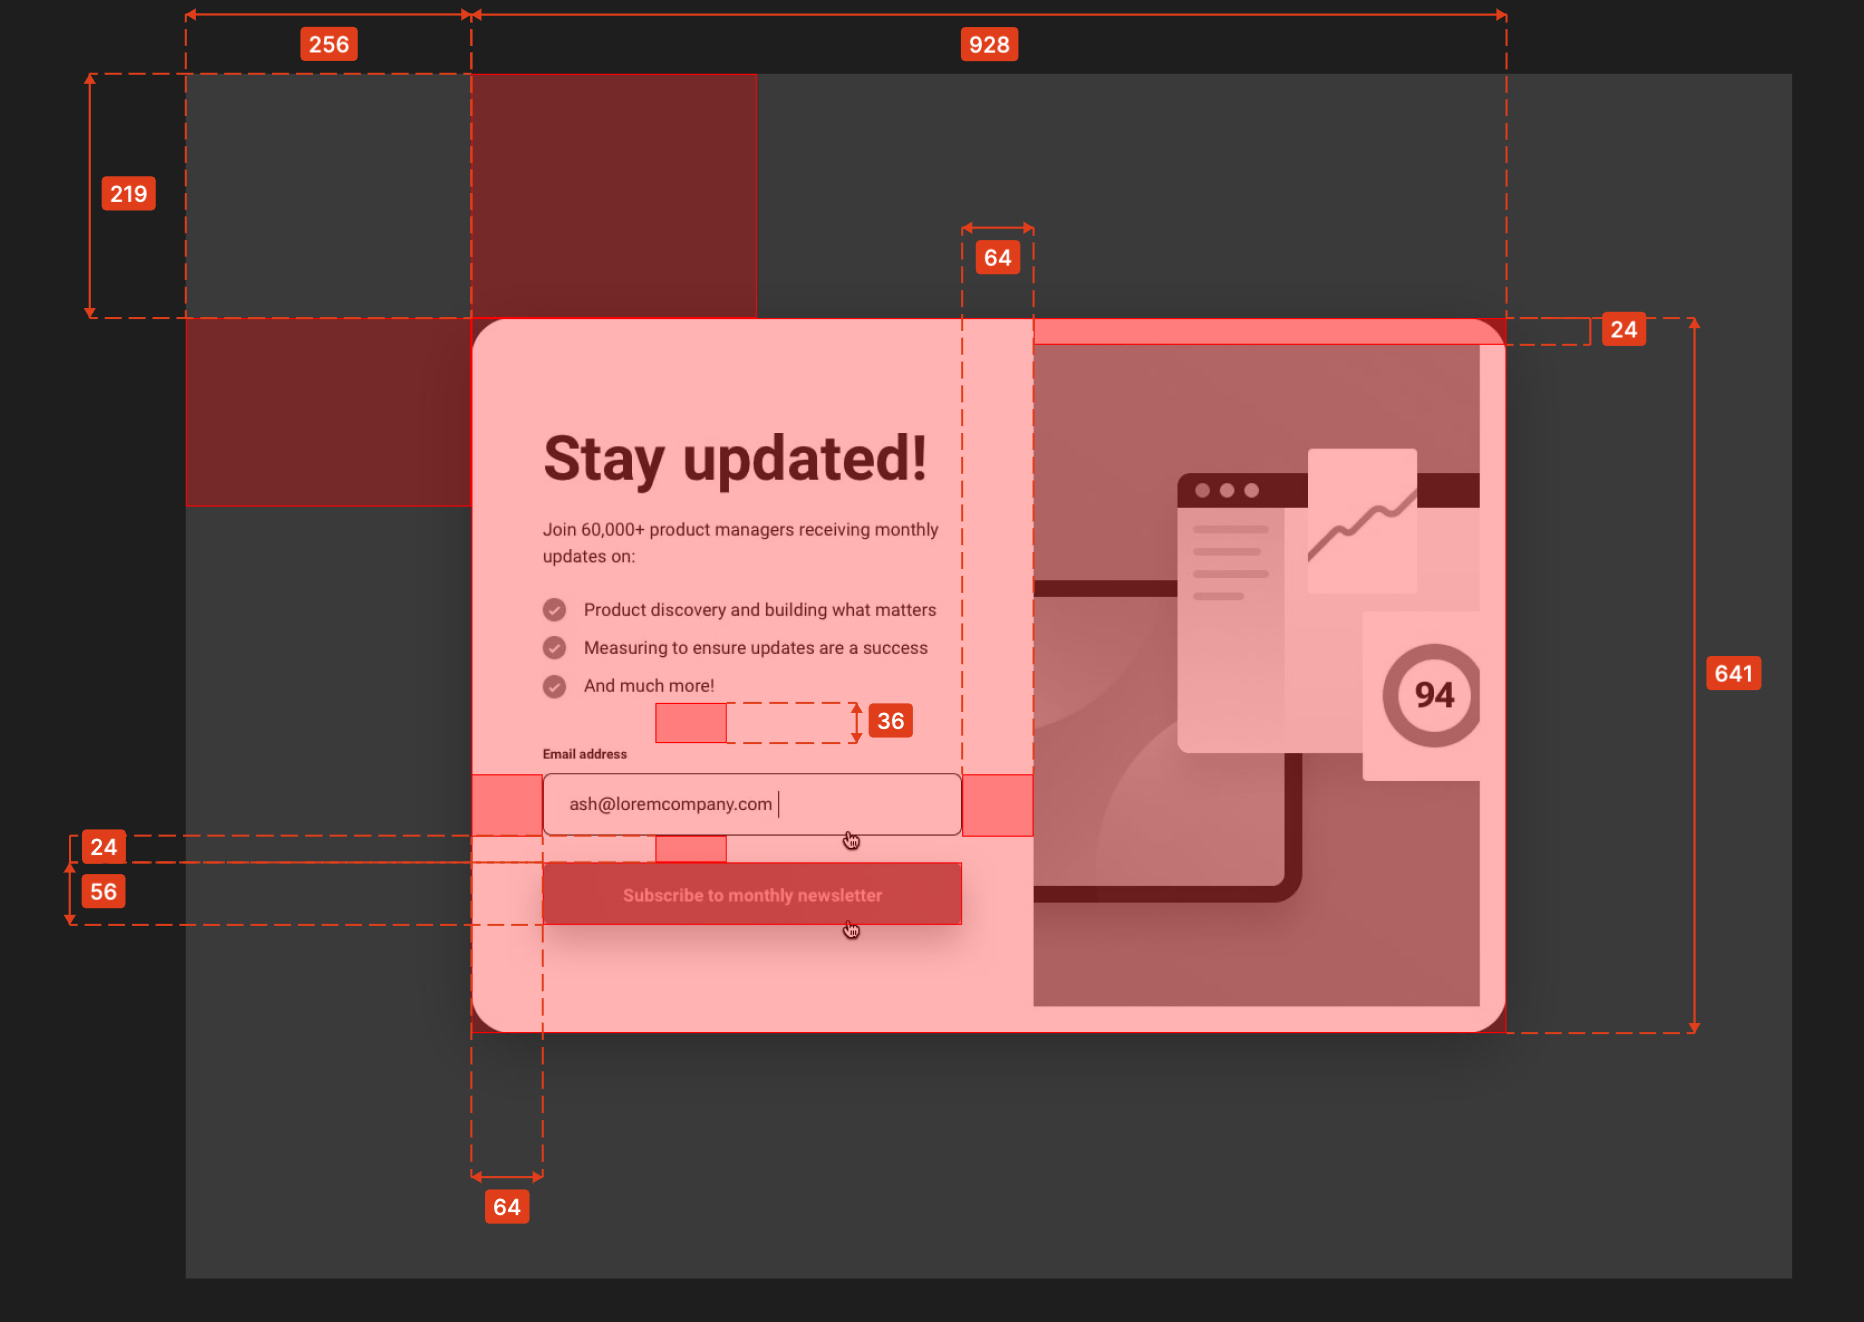 256
928
219
64
24
Stay updated!
Join 60,000+ product managers receiving monthly
updates on:
Product discovery and building what matters
Measuring to ensure updates are a success
And much more!
36
94
641
Email address
ash@loremcompany.com
24
56
Subscribe to monthly newsletter
64